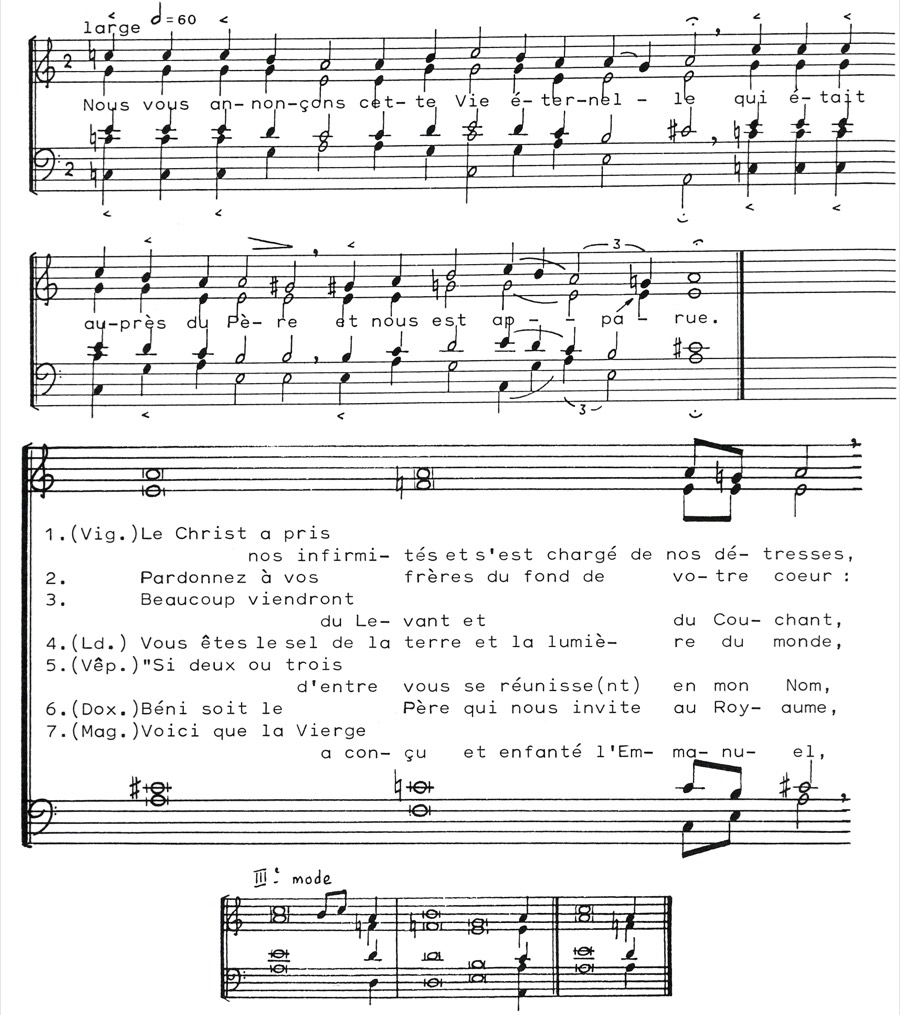 large 𝅗𝅥=60
2
Nous vous an-non-çons cet-te Vie é-ter-nel - le qui é-tait
2
3
au-près du Pè- re et nous est ap - - - pa - rue.
3
1.(Vig.)Le Christ a pris
nos infirmi- tés et s'est chargé de nos dé- tresses,
2. Pardonnez à vos frères du fond de vo- tre coeur :
3. Beaucoup viendront
du Le- vant et du Cou- chant,
4.(Ld.) Vous êtes le sel de la terre et la lumiè- re du monde,
5.(Vêp.)"Si deux ou trois
d'entre vous se réunisse(nt) en mon Nom,
6.(Dox.)Béni soit le Père qui nous invite au Roy- aume,
7.(Mag.)Voici que la Vierge
a con- çu et enfanté l'Em- ma- nu- el,
IIIe mode